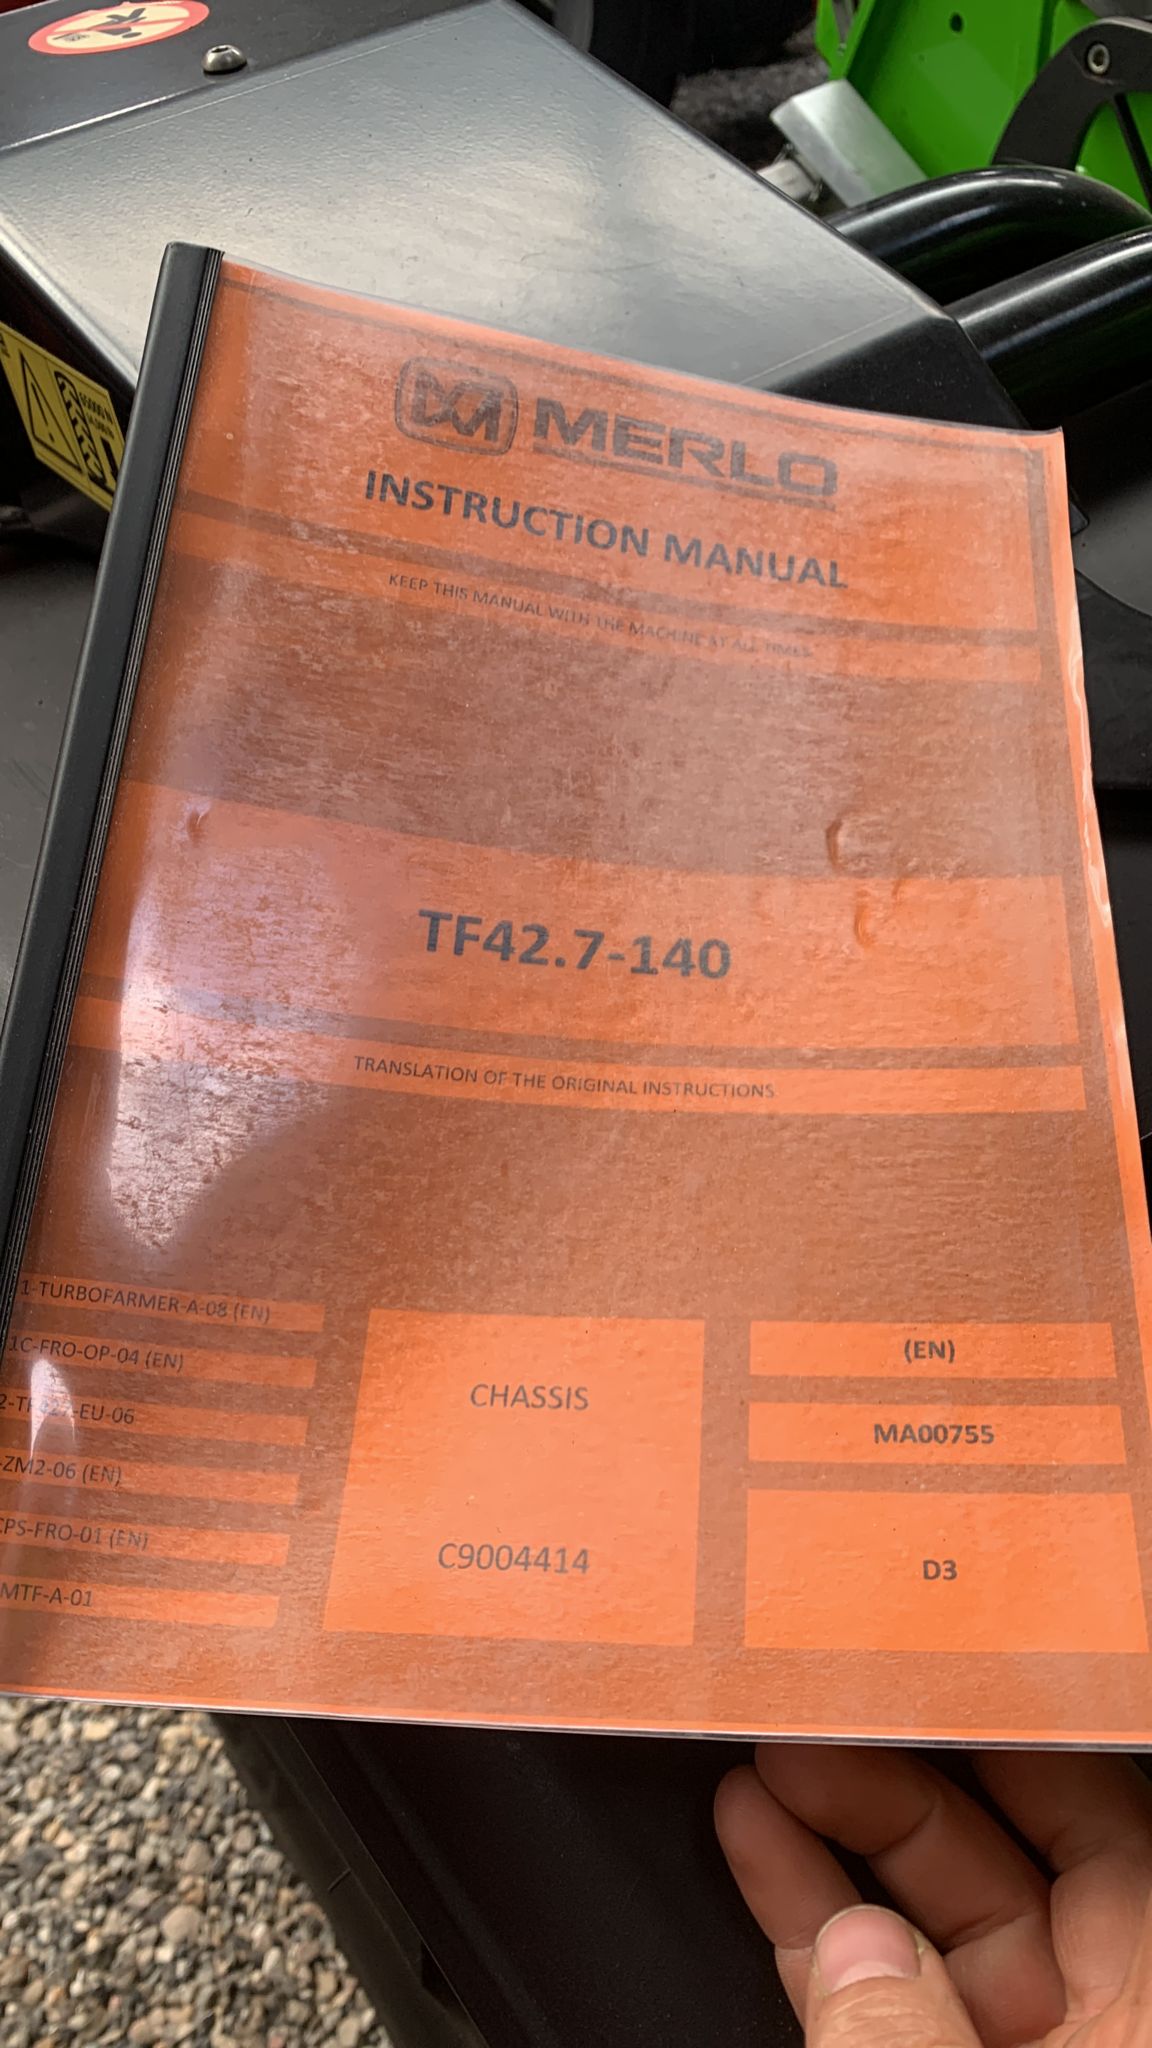 MERLO
INSTRUCTION MANUAL
KEEP THIS MANUAL WITH THE MACHINE AT ALL TIMES
TF42.7-140
TRANSLATION OF THE ORIGINAL INSTRUCTIONS
1-TURBOFARMER-A-08 (EN)
1C-FRO-OP-04 (EN)
2-TF427-EU-06
-ZM2-06 (EN)
CPS-FRO-01 (EN)
MTF-A-01
CHASSIS
C9004414
(EN)
MA00755
D3